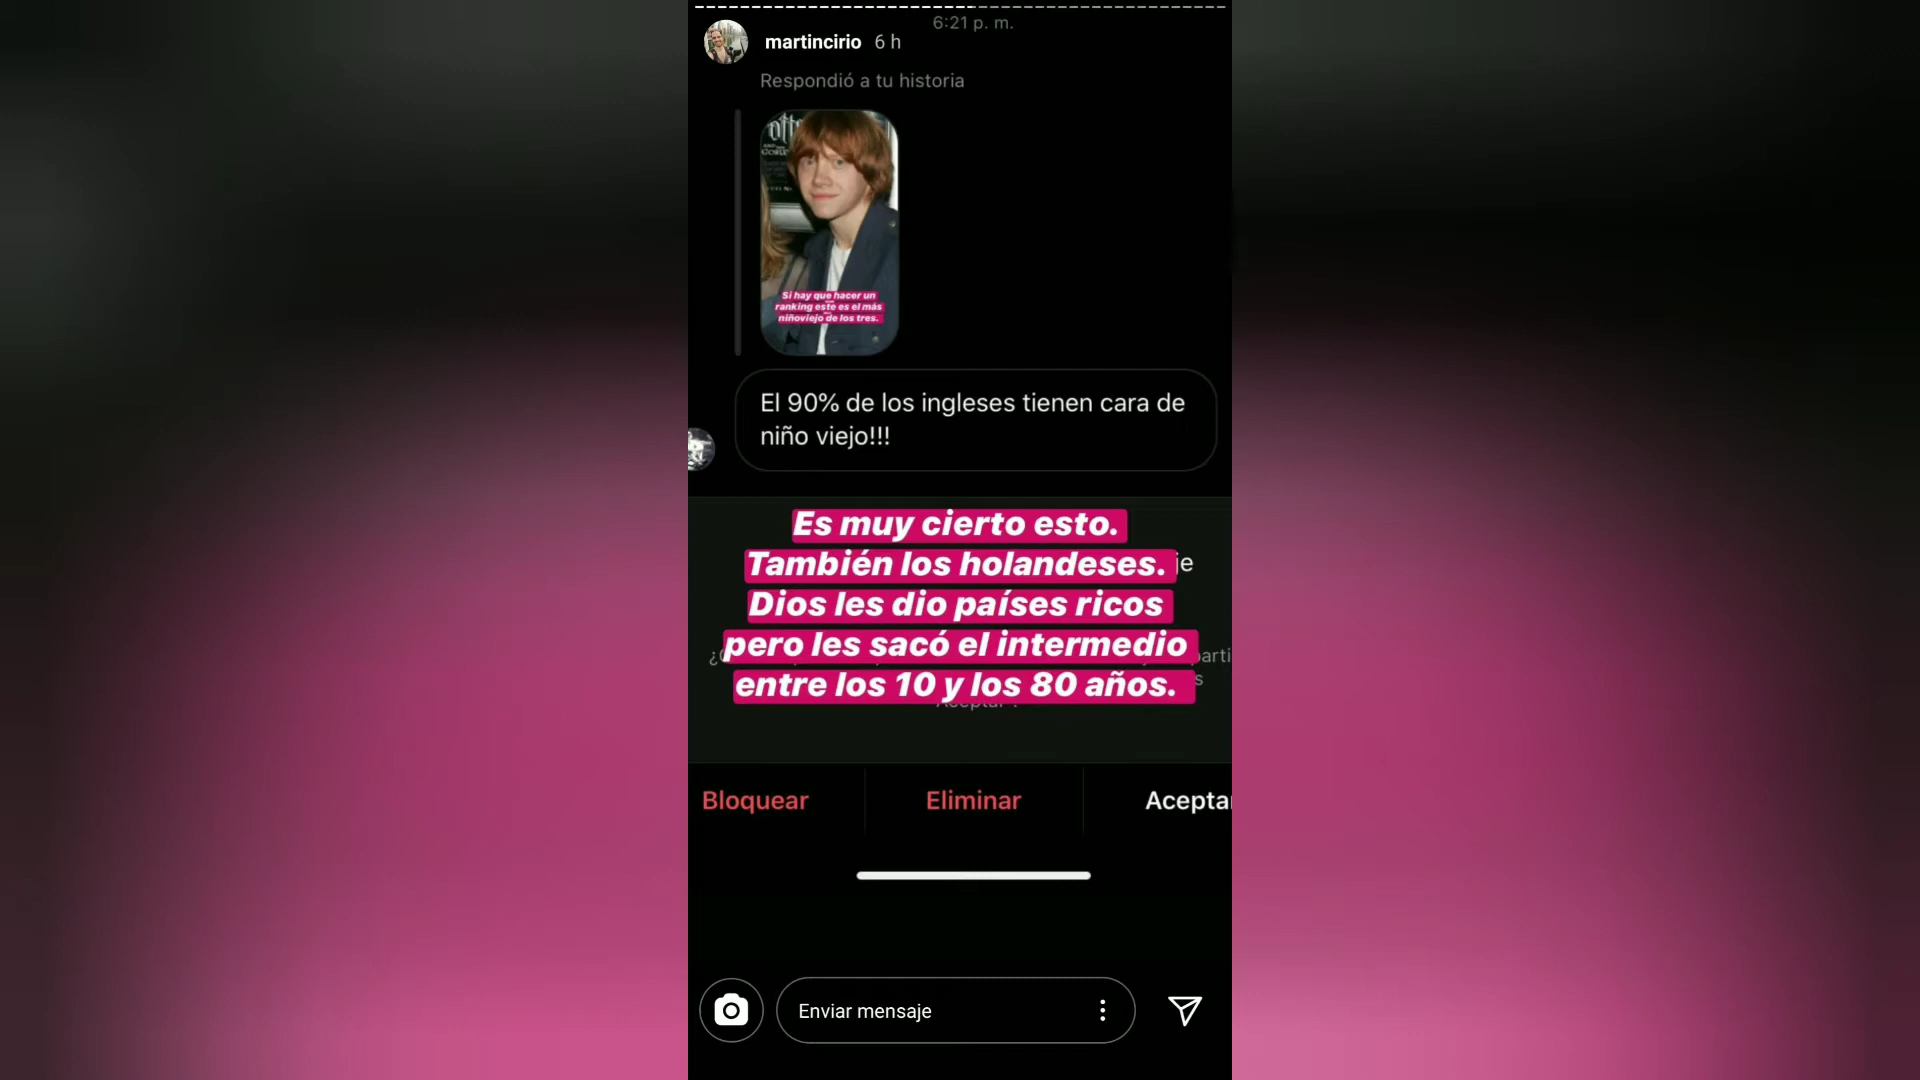 6:21 p. m.
martincirio 6 h
Respondió a tu historia
Si hay que hacer un
ranking este es el más
niñoviejo de los tres.
El 90% de los ingleses tienen cara de
niño viejo!!!
Es muy cierto esto.
También los holandeses.
Dios les dio países ricos
pero les sacó el intermedio
entre los 10 y los 80 años.
Bloquear Eliminar Acepta
Enviar mensaje